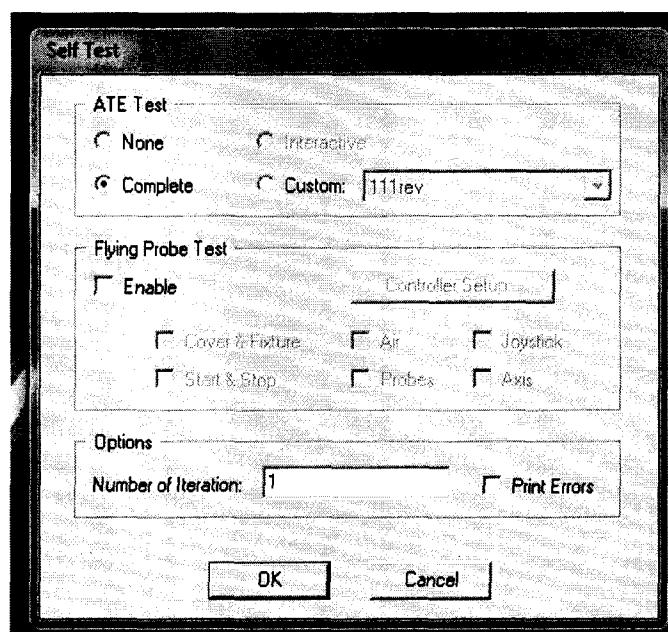 Self Test
ATE Test
None
Interactive
Complete
Custom: 111rev
Flying Probe Test
Enable
Controller Setup
Cover & Fixture
Air
Joystick
Start & Stop
Probes
Axis
Options
Number of Iteration: 1
Print Errors
OK
Cancel